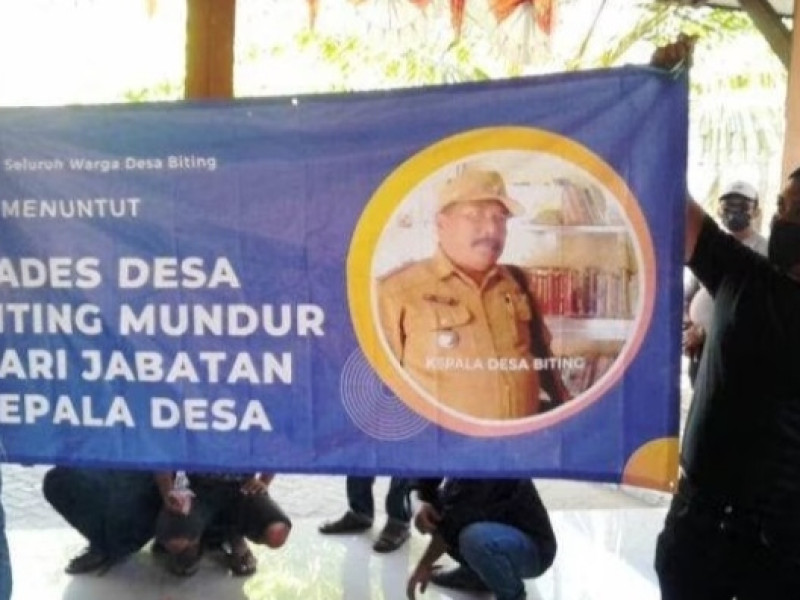 Seluruh Warga Desa Biting
MENUNTUT
ADES DESA
ITING MUNDUR
ARI JABATAN
EPALA DESA
KEPALA DESA BITING